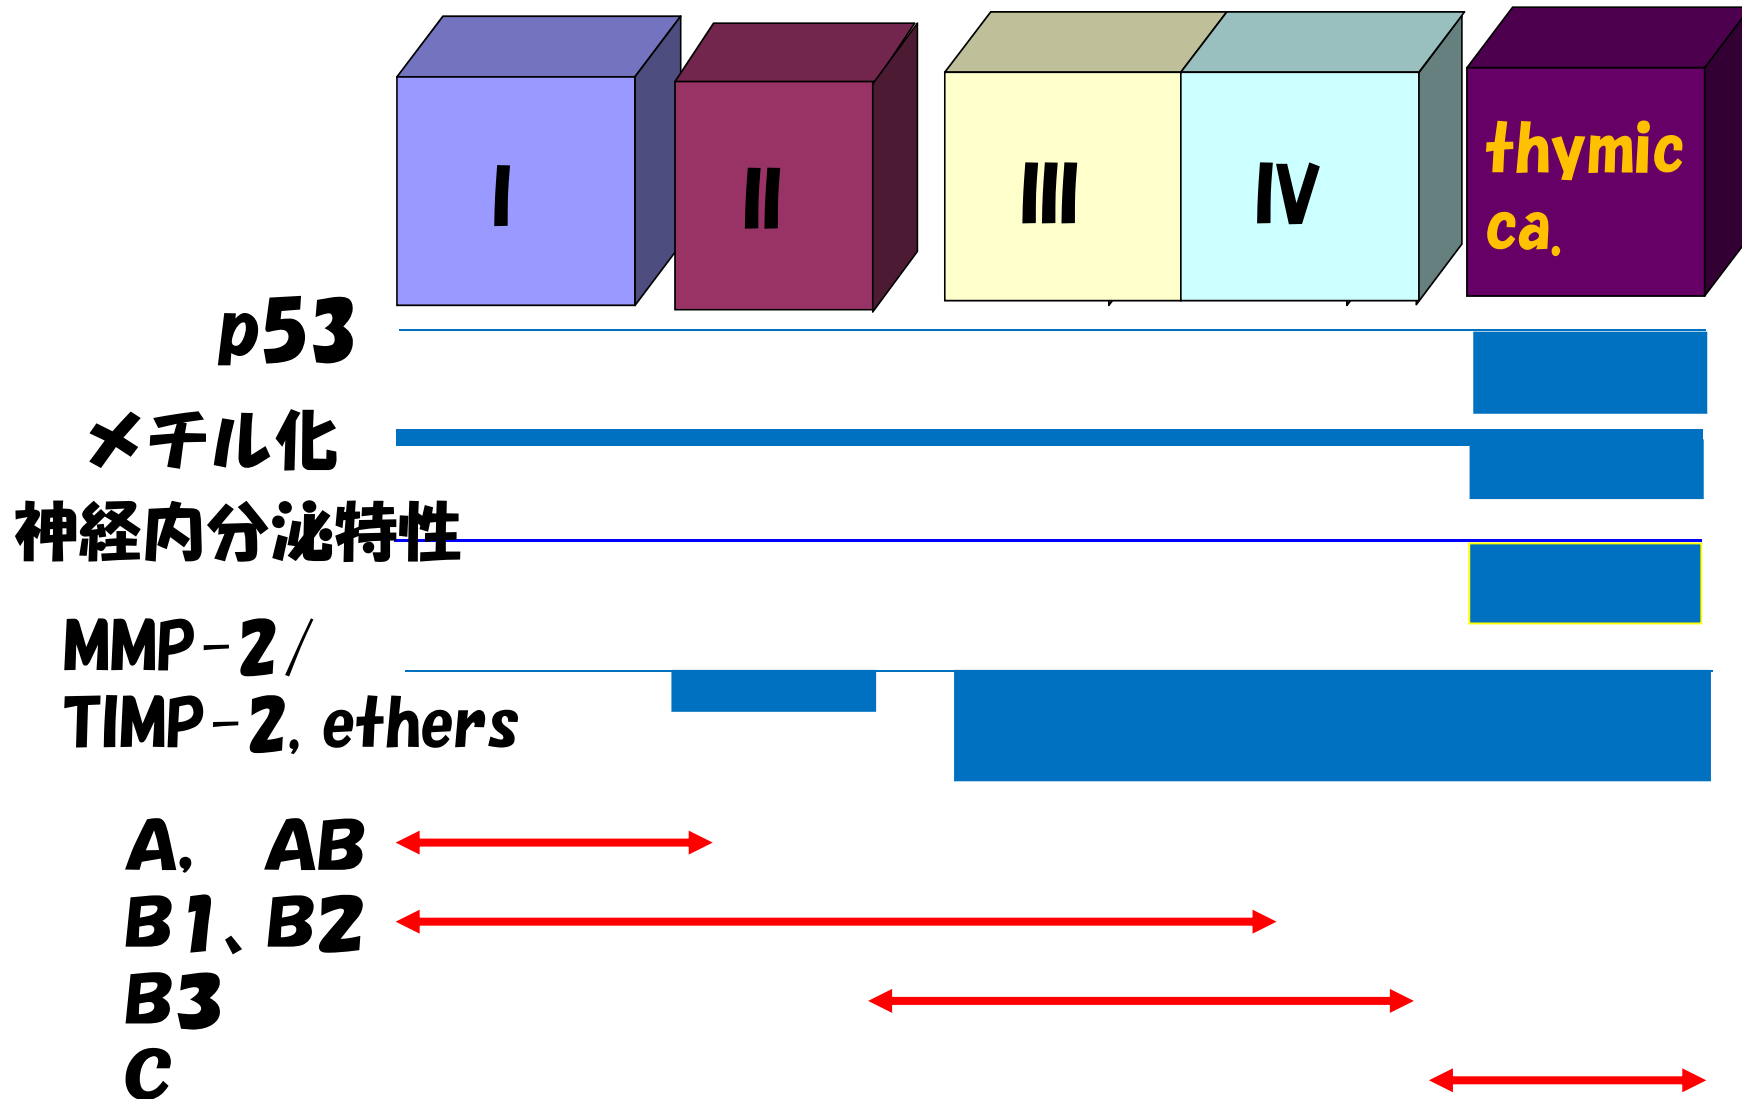 I
II
III
IV
thymic
ca.
p53
メチル化
神経内分泌特性
MMP-2/
TIMP-2, ethers
A, AB
B1、B2
B3
C